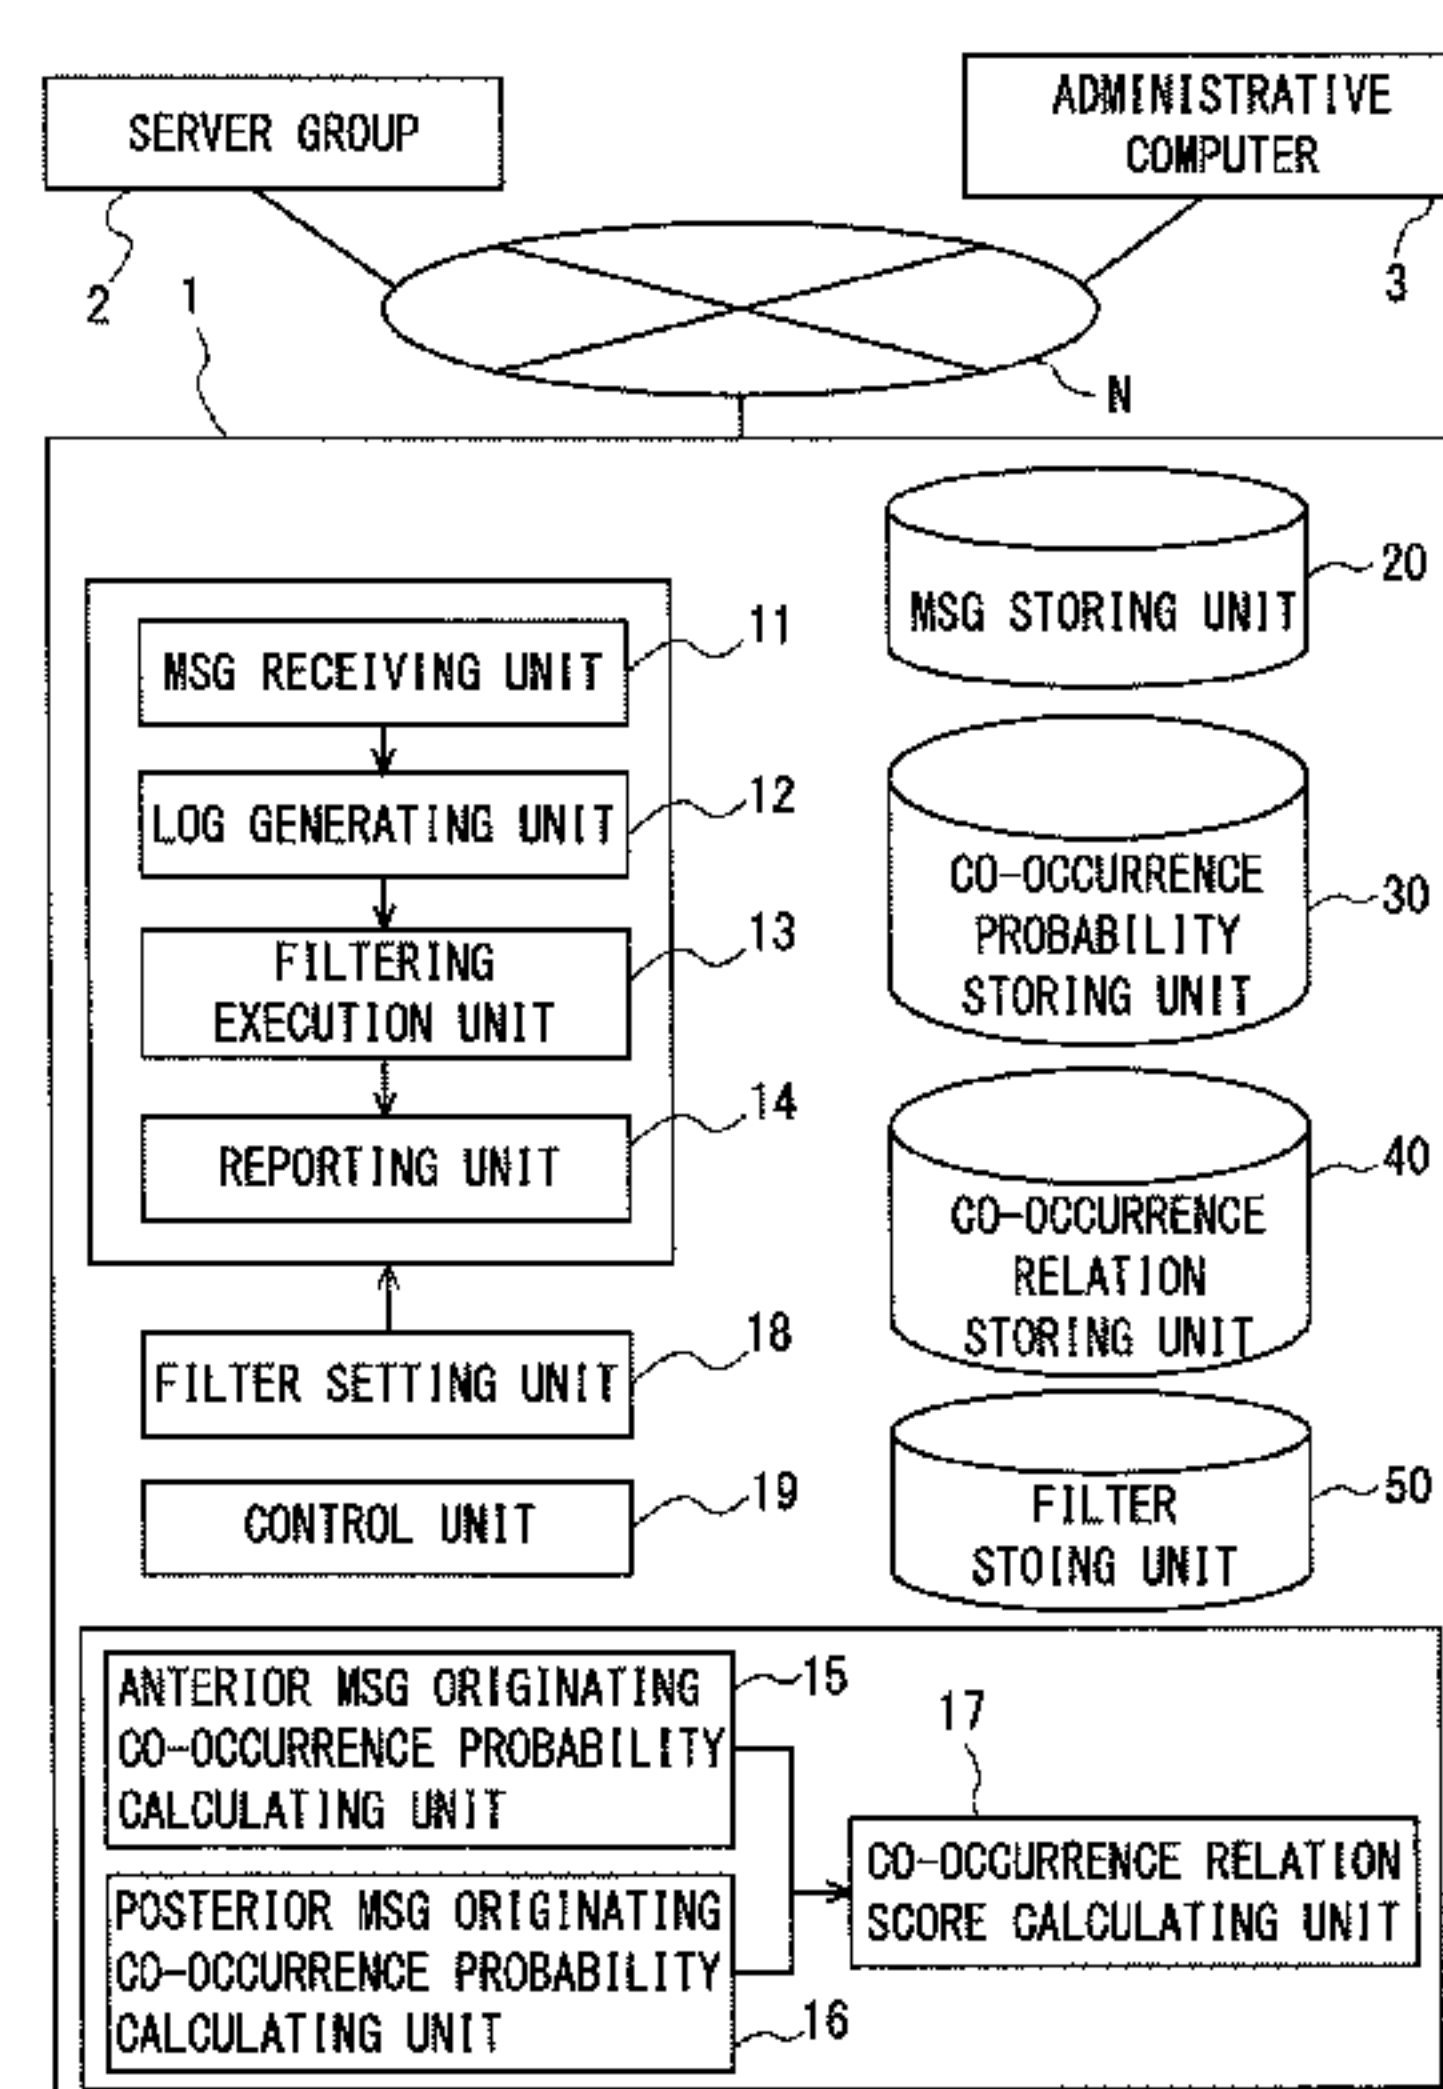 SERVER GROUP
ADMINISTRATIVE
COMPUTER
2
1
3
N
MSG RECEIVING UNIT
11
LOG GENERATING UNIT
12
FILTERING
EXECUTION UNIT
13
REPORTING UNIT
14
FILTER SETTING UNIT
18
CONTROL UNIT
19
MSG STORING UNIT
20
CO-OCCURRENCE
PROBABILITY
STORING UNIT
30
CO-OCCURRENCE
RELATION
STORING UNIT
40
FILTER
STOING UNIT
50
ANTERIOR MSG ORIGINATING
CO-OCCURRENCE PROBABILITY
CALCULATING UNIT
15
POSTERIOR MSG ORIGINATING
CO-OCCURRENCE PROBABILITY
CALCULATING UNIT
16
17
CO-OCCURRENCE RELATION
SCORE CALCULATING UNIT